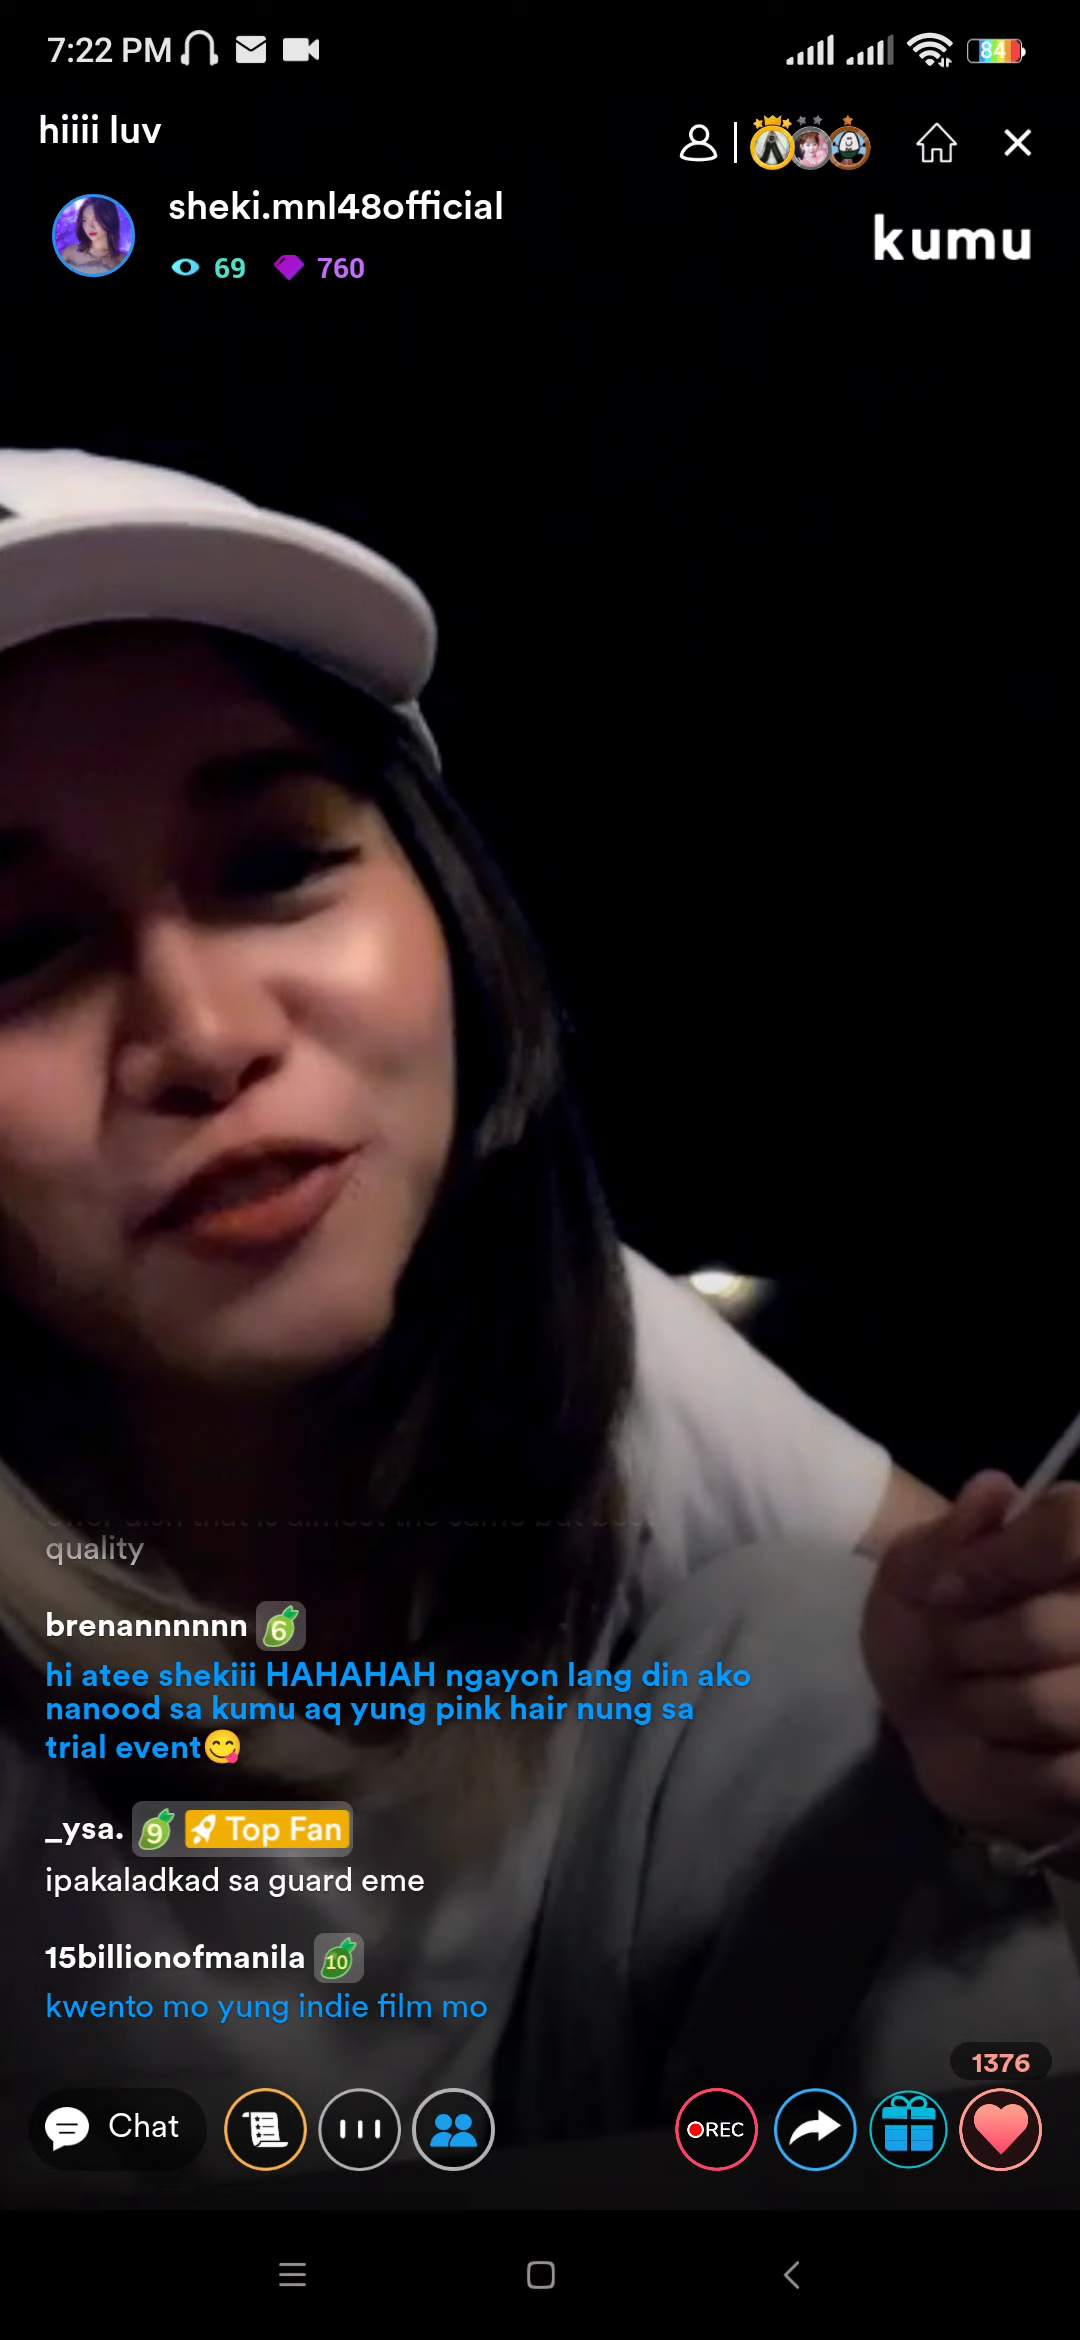 7:22 PM
84
hiiii luv
sheki.mnl48official
69 760
kumu
quality
brenannnnnn 6
hi atee shekiii HAHAHAH ngayon lang din ako
nanood sa kumu aq yung pink hair nung sa
trial event😋
_ysa. 9 Top Fan
ipakaladkad sa guard eme
15billionofmanila 10
kwento mo yung indie film mo
1376
Chat
REC